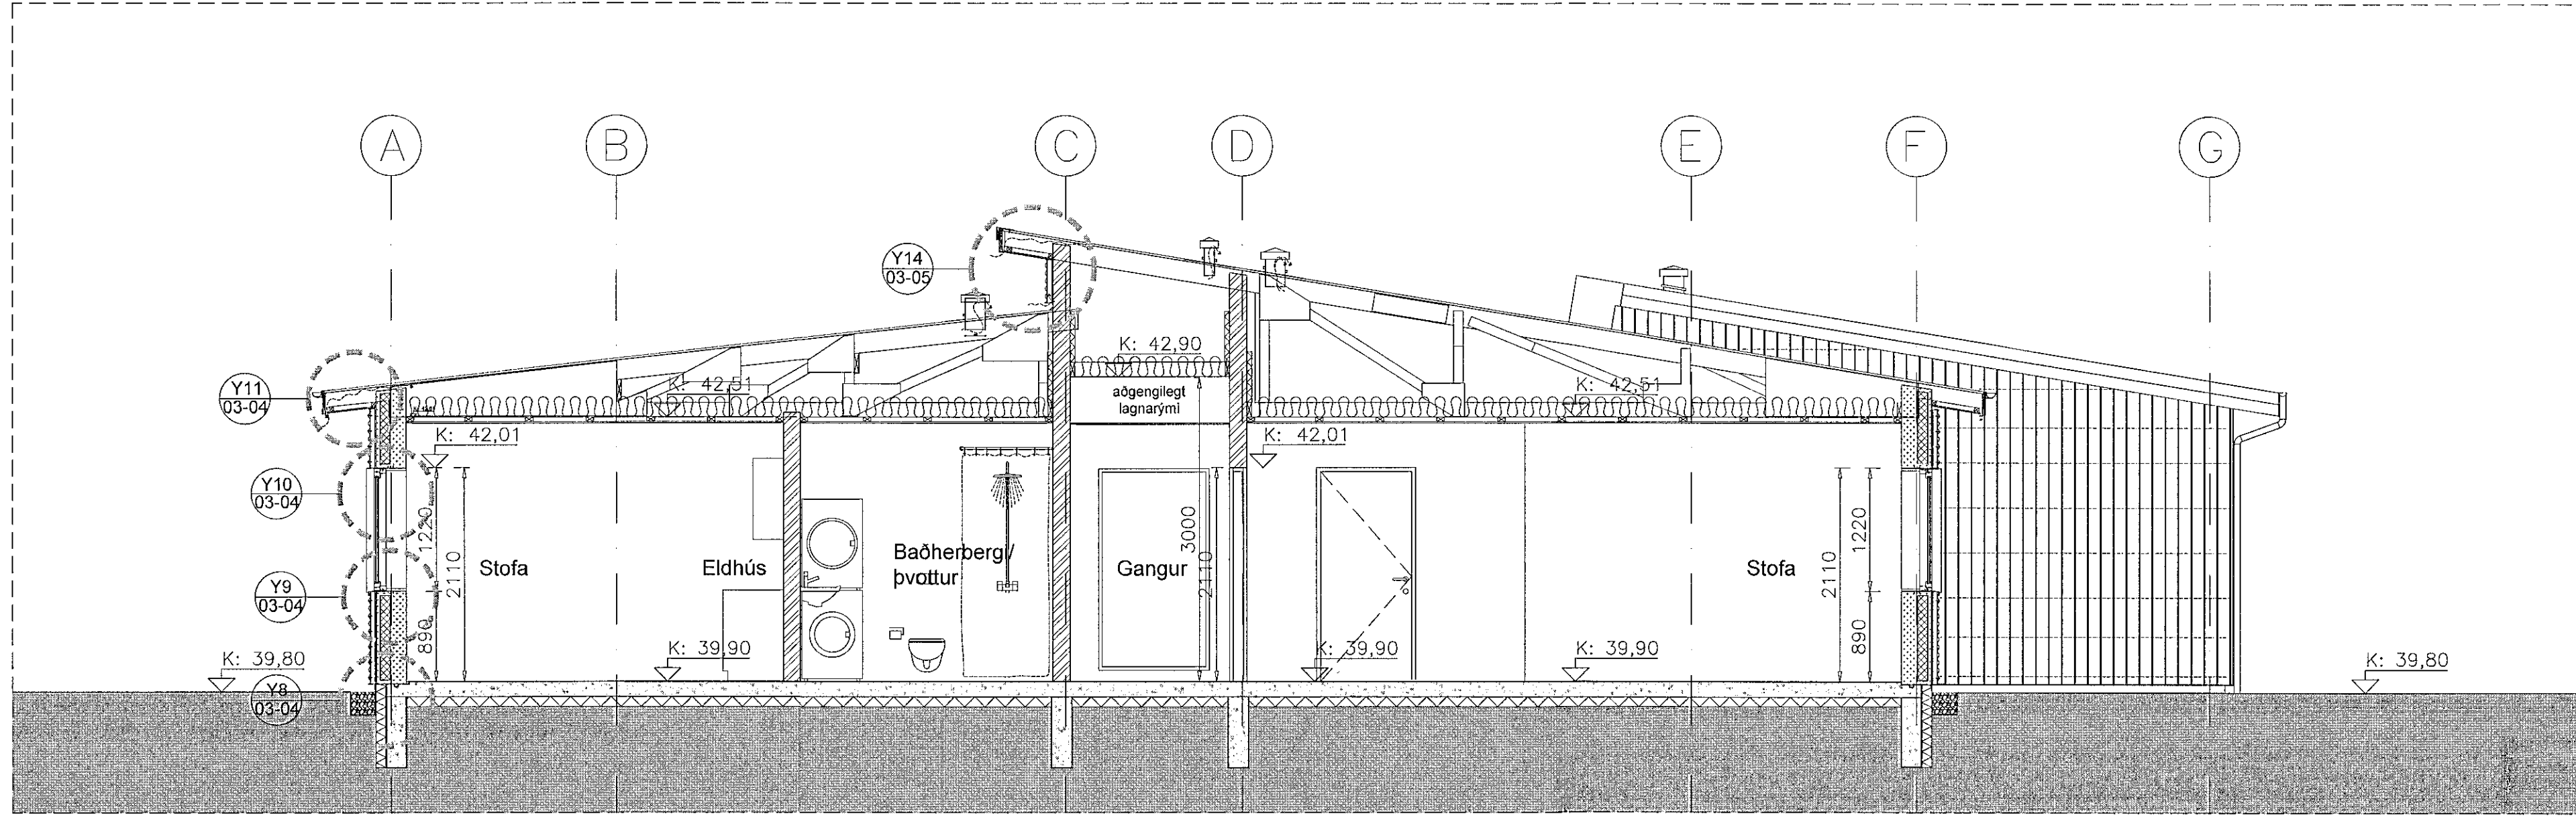 A
B
C
D
E
F
G
Y14
03-05
K: 42,90
Y11
03-04
K: 42,51
K: 42,51
aðgengilegt
lagnarými
K: 42,01
K: 42,01
Y10
03-04
1220
2110
Stofa
Eldhús
Baðherbergi/
þvottur
3000
Gangur
2110
Stofa
2110
1220
Y9
03-04
890
890
K: 39,80
K: 39,90
K: 39,90
K: 39,90
K: 39,80
Y8
03-04